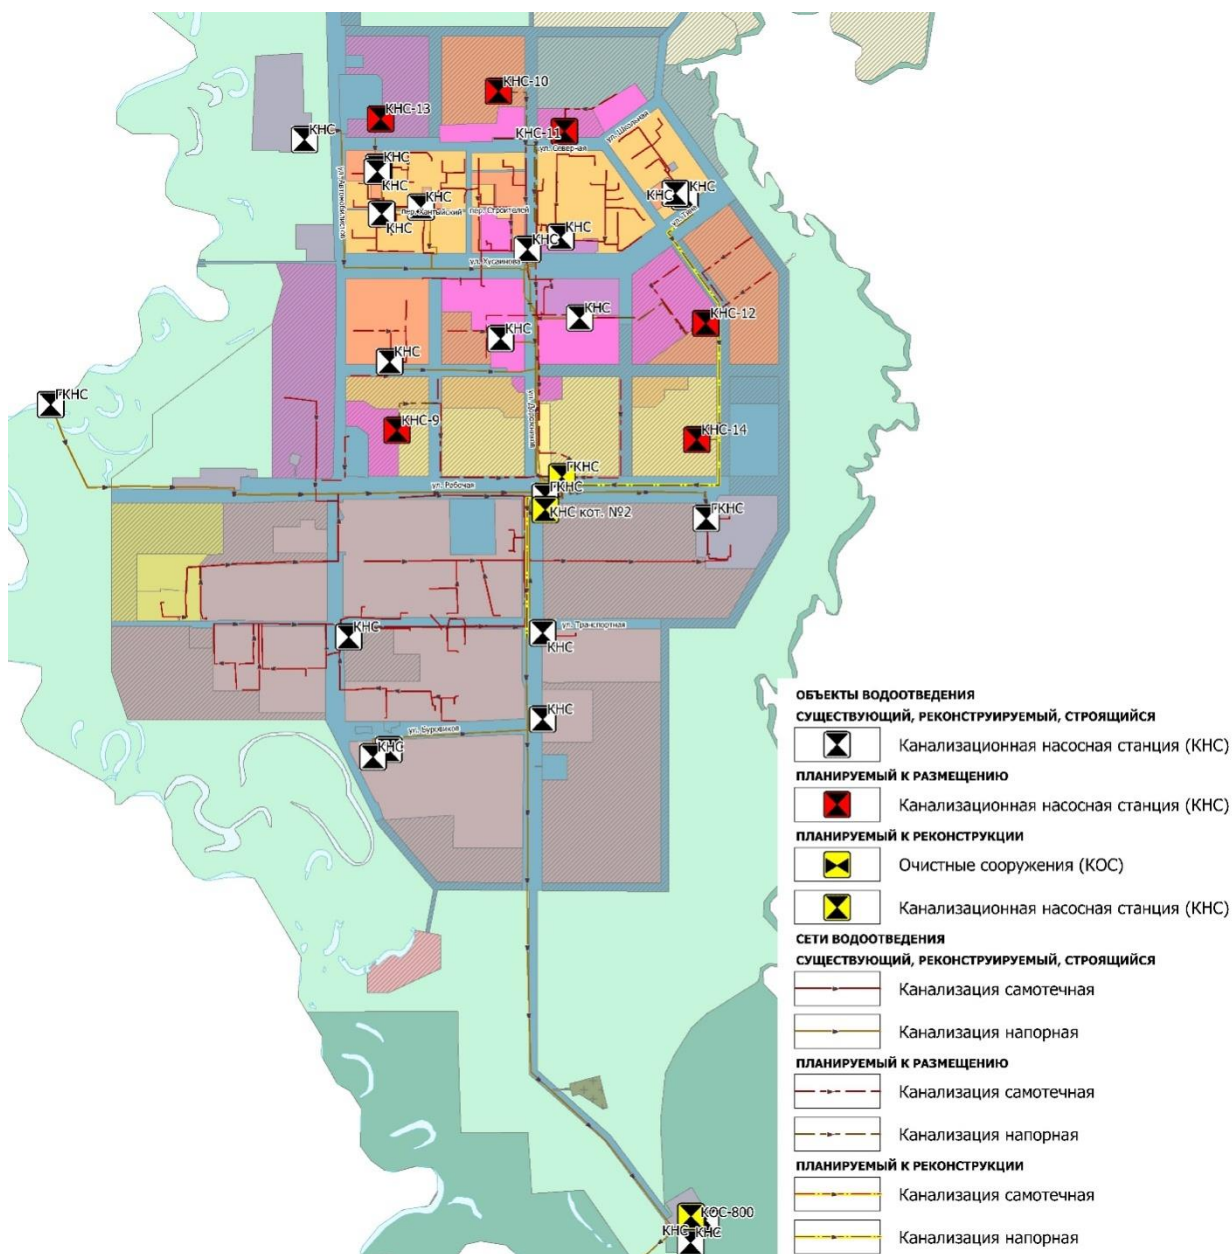 КНС-10
КНС-13
КНС
КНС-11
ул. Школьная
ул. Северная
КНС
КНС
КНС
КНС
ул. Автомобилистов
КНС
пер. Хантыйский
пер. Строителей
КНС
ул. Таёжная
КНС
КНС
ул. Хусаинова
КНС
КНС-12
КНС
КНС
ГКНС
КНС-9
КНС-14
ГКНС
ул. Рабочая
ГКНС
КНС кот. №2
ГКНС
ул. Транспортная
КНС
КНС
КНС
ул. Буровиков
КНС
КОС-800
КНС
КНС
ОБЪЕКТЫ ВОДООТВЕДЕНИЯ
СУЩЕСТВУЮЩИЙ, РЕКОНСТРУИРУЕМЫЙ, СТРОЯЩИЙСЯ
Канализационная насосная станция (КНС)
ПЛАНИРУЕМЫЙ К РАЗМЕЩЕНИЮ
Канализационная насосная станция (КНС)
ПЛАНИРУЕМЫЙ К РЕКОНСТРУКЦИИ
Очистные сооружения (КОС)
Канализационная насосная станция (КНС)
СЕТИ ВОДООТВЕДЕНИЯ
СУЩЕСТВУЮЩИЙ, РЕКОНСТРУИРУЕМЫЙ, СТРОЯЩИЙСЯ
Канализация самотечная
Канализация напорная
ПЛАНИРУЕМЫЙ К РАЗМЕЩЕНИЮ
Канализация самотечная
Канализация напорная
ПЛАНИРУЕМЫЙ К РЕКОНСТРУКЦИИ
Канализация самотечная
Канализация напорная